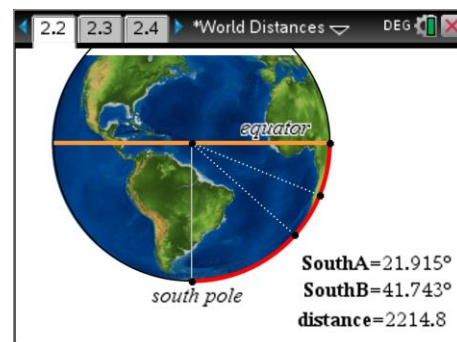 2.2 2.3 2.4 *World Distances DEG
equator
SouthA=21.915°
SouthB=41.743°
south pole
distance=2214.8